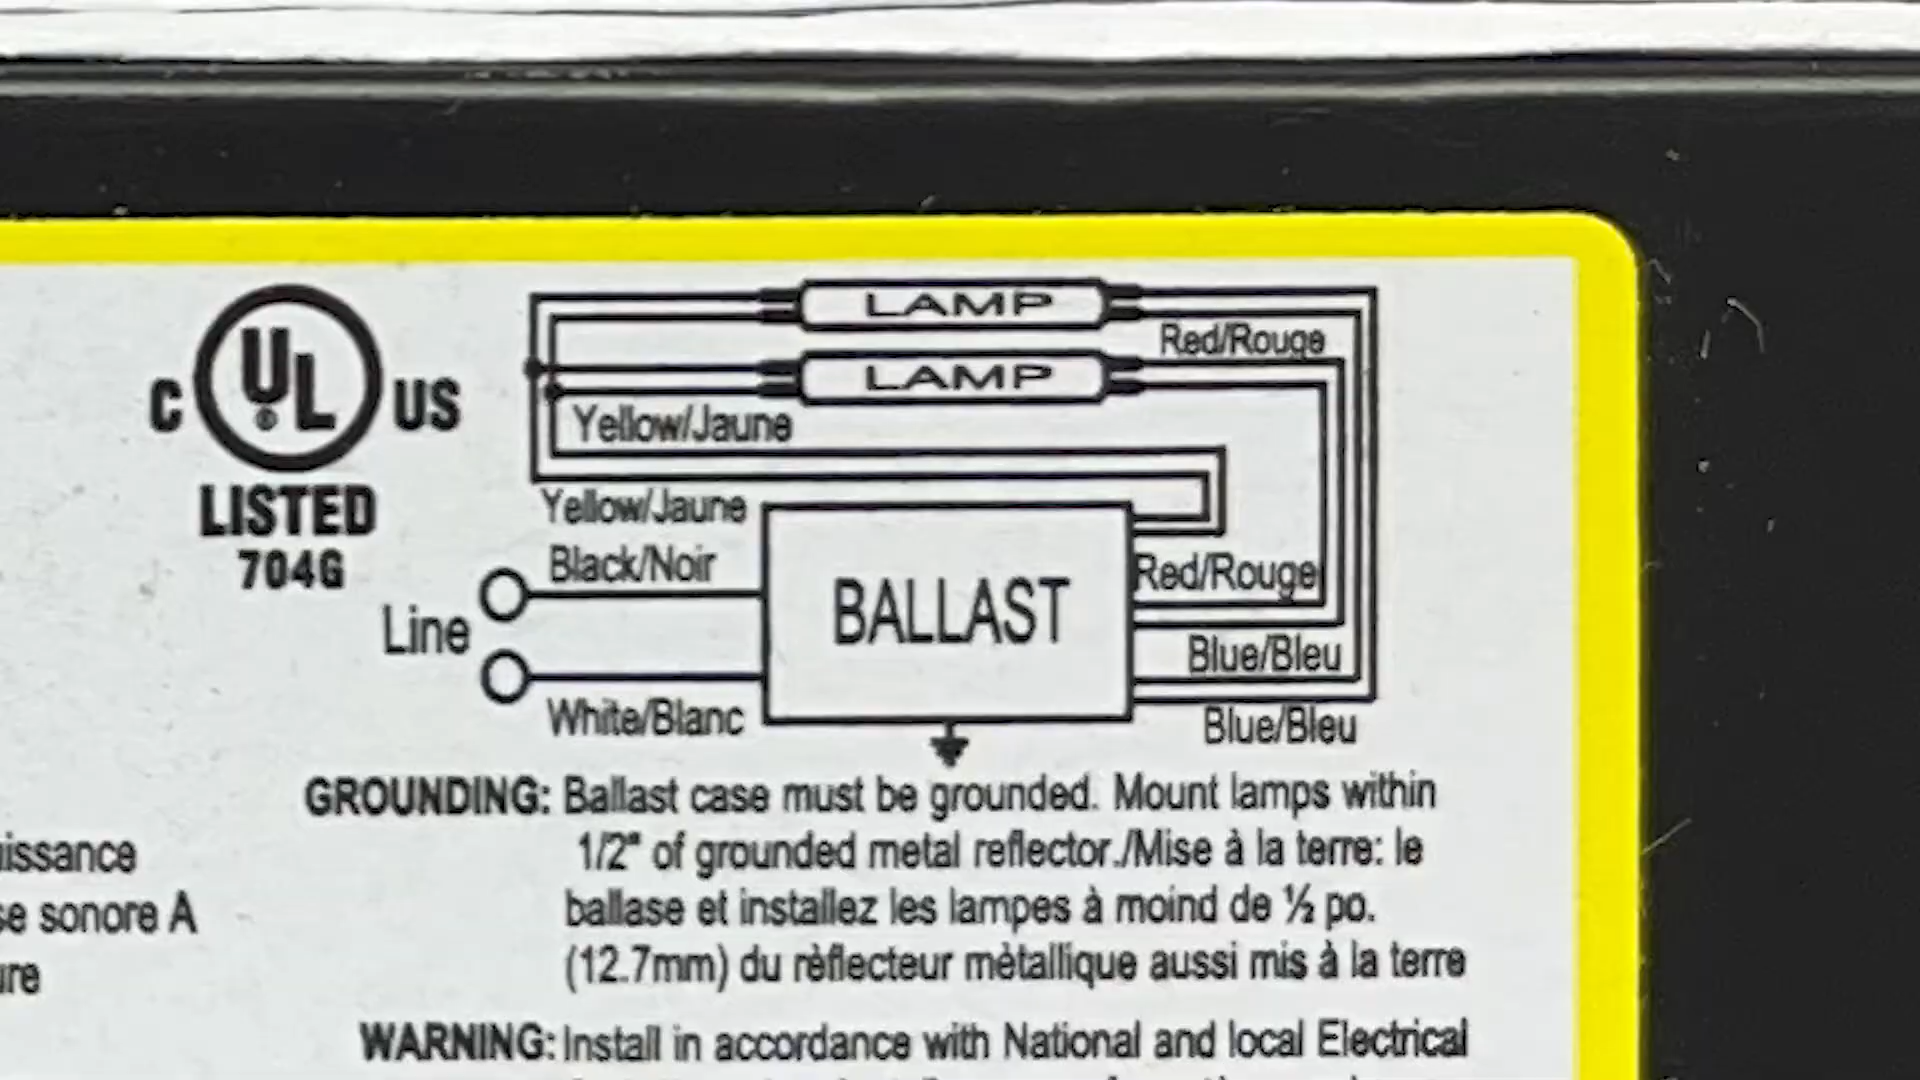 LAMP
Red/Rouge
LAMP
Yellow/Jaune
Yellow/Jaune
C UL ® US
LISTED
704G
Black/Noir
Line
White/Blanc
BALLAST
Red/Rouge
Blue/Bleu
Blue/Bleu
GROUNDING: Ballast case must be grounded. Mount lamps within
1/2" of grounded metal reflector./Mise à la terre: le
ballase et installez les lampes à moind de ½ po.
(12.7mm) du rèflecteur mètallique aussi mis à la terre
WARNING: Install in accordance with National and local Electrical
issance
se sonore A
ure